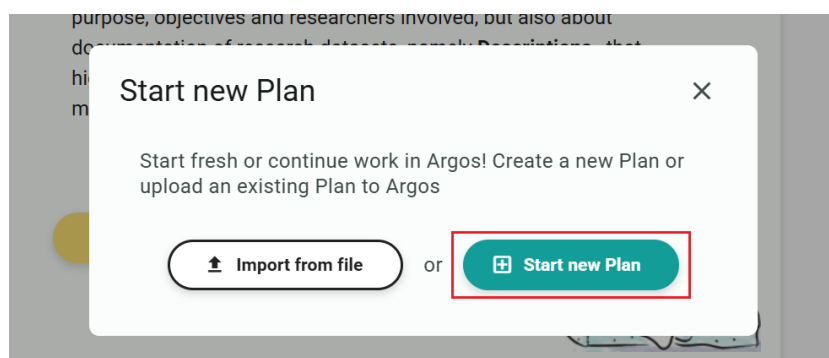 purpose, objectives and researchers involved, but also about
Start new Plan
Start fresh or continue work in Argos! Create a new Plan or
upload an existing Plan to Argos
Import from file or Start new Plan